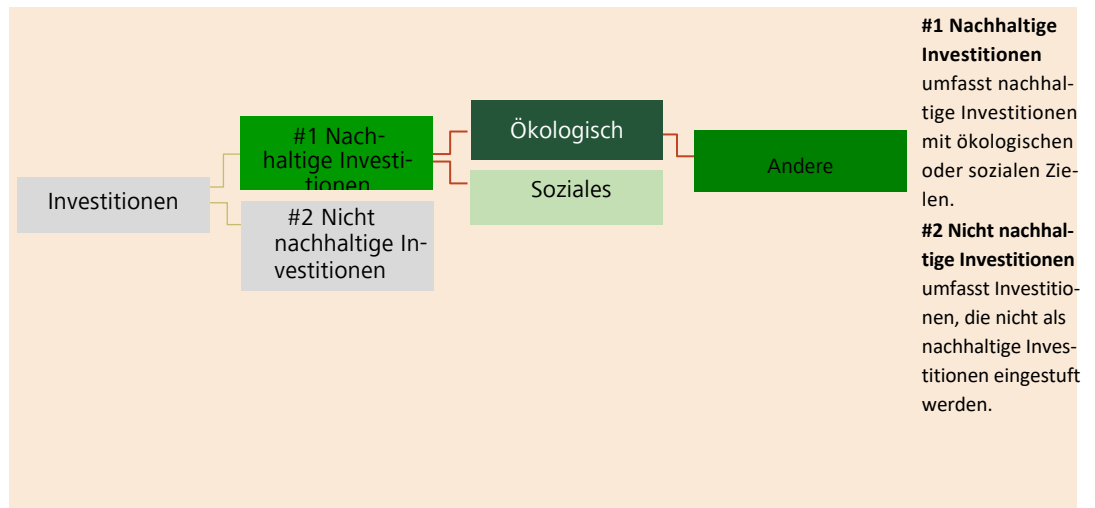 Investitionen
#1 Nach-
haltige Investi-
tionen
#2 Nicht
nachhaltige In-
vestitionen
Ökologisch
Soziales
Andere
#1 Nachhaltige
Investitionen
umfasst nachhal-
tige Investitionen
mit ökologischen
oder sozialen Zie-
len.
#2 Nicht nachhal-
tige Investitionen
umfasst Investitio-
nen, die nicht als
nachhaltige Inves-
titionen eingestuft
werden.